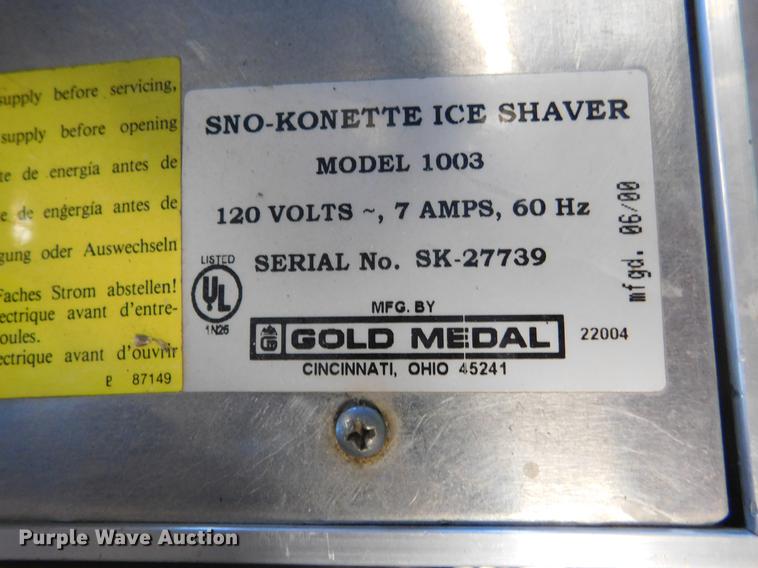 supply before servicing,
supply before opening
te de energía antes de
e de engergía antes de
gung oder Auswechseln
Faches Strom abstellen!
ectrique avant d'entre-
oules.
ectrique avant d'ouvrir
P 87149
SNO-KONETTE ICE SHAVER
MODEL 1003
120 VOLTS ~, 7 AMPS, 60 Hz
SERIAL No. SK-27739
LISTED
UL
1N26
MFG. BY
GOLD MEDAL
22004
CINCINNATI, OHIO 45241
mfgd. 06/00
Purple Wave Auction